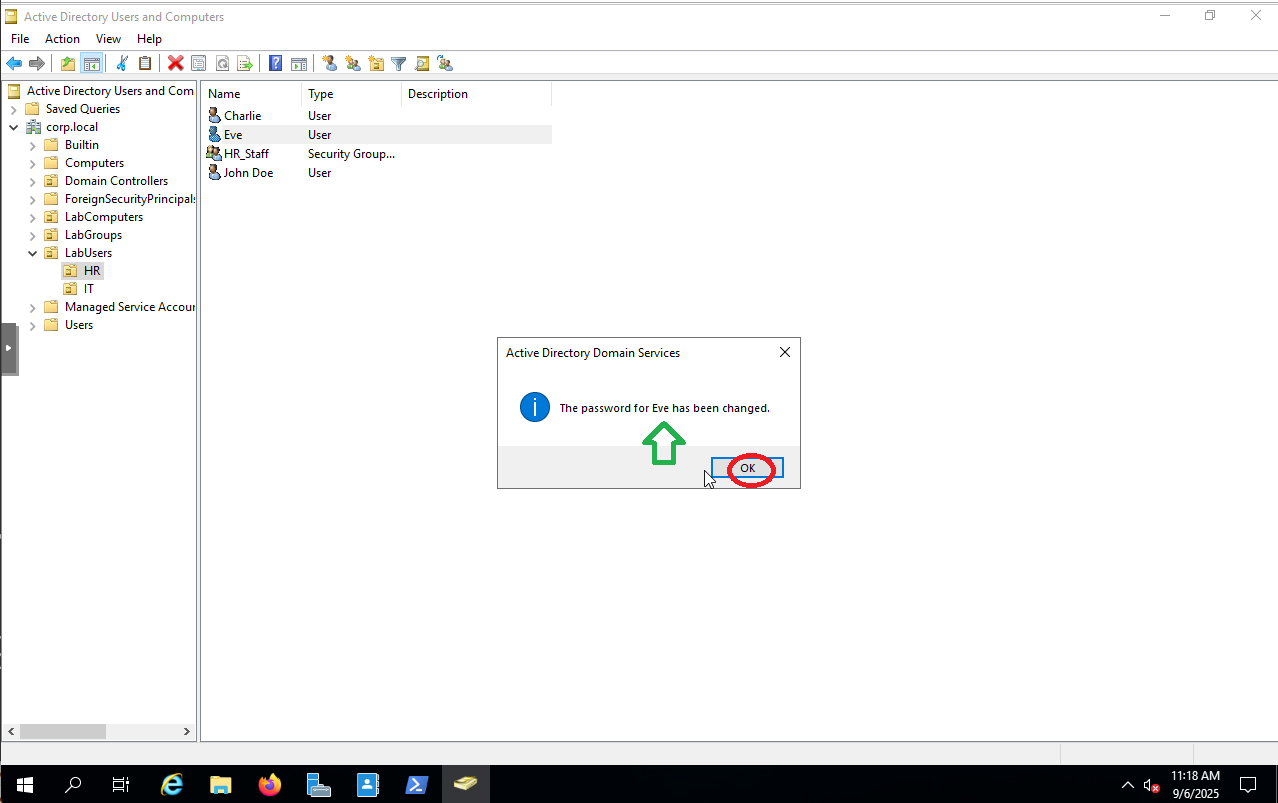 Active Directory Users and Computers
File Action View Help
Active Directory Users and Com
Saved Queries
corp.local
Builtin
Computers
Domain Controllers
ForeignSecurityPrincipals
LabComputers
LabGroups
LabUsers
HR
IT
Managed Service Accour
Users
Name Type Description
Charlie User
Eve User
HR_Staff Security Group...
John Doe User
Active Directory Domain Services
The password for Eve has been changed.
OK
11:18 AM
9/6/2025